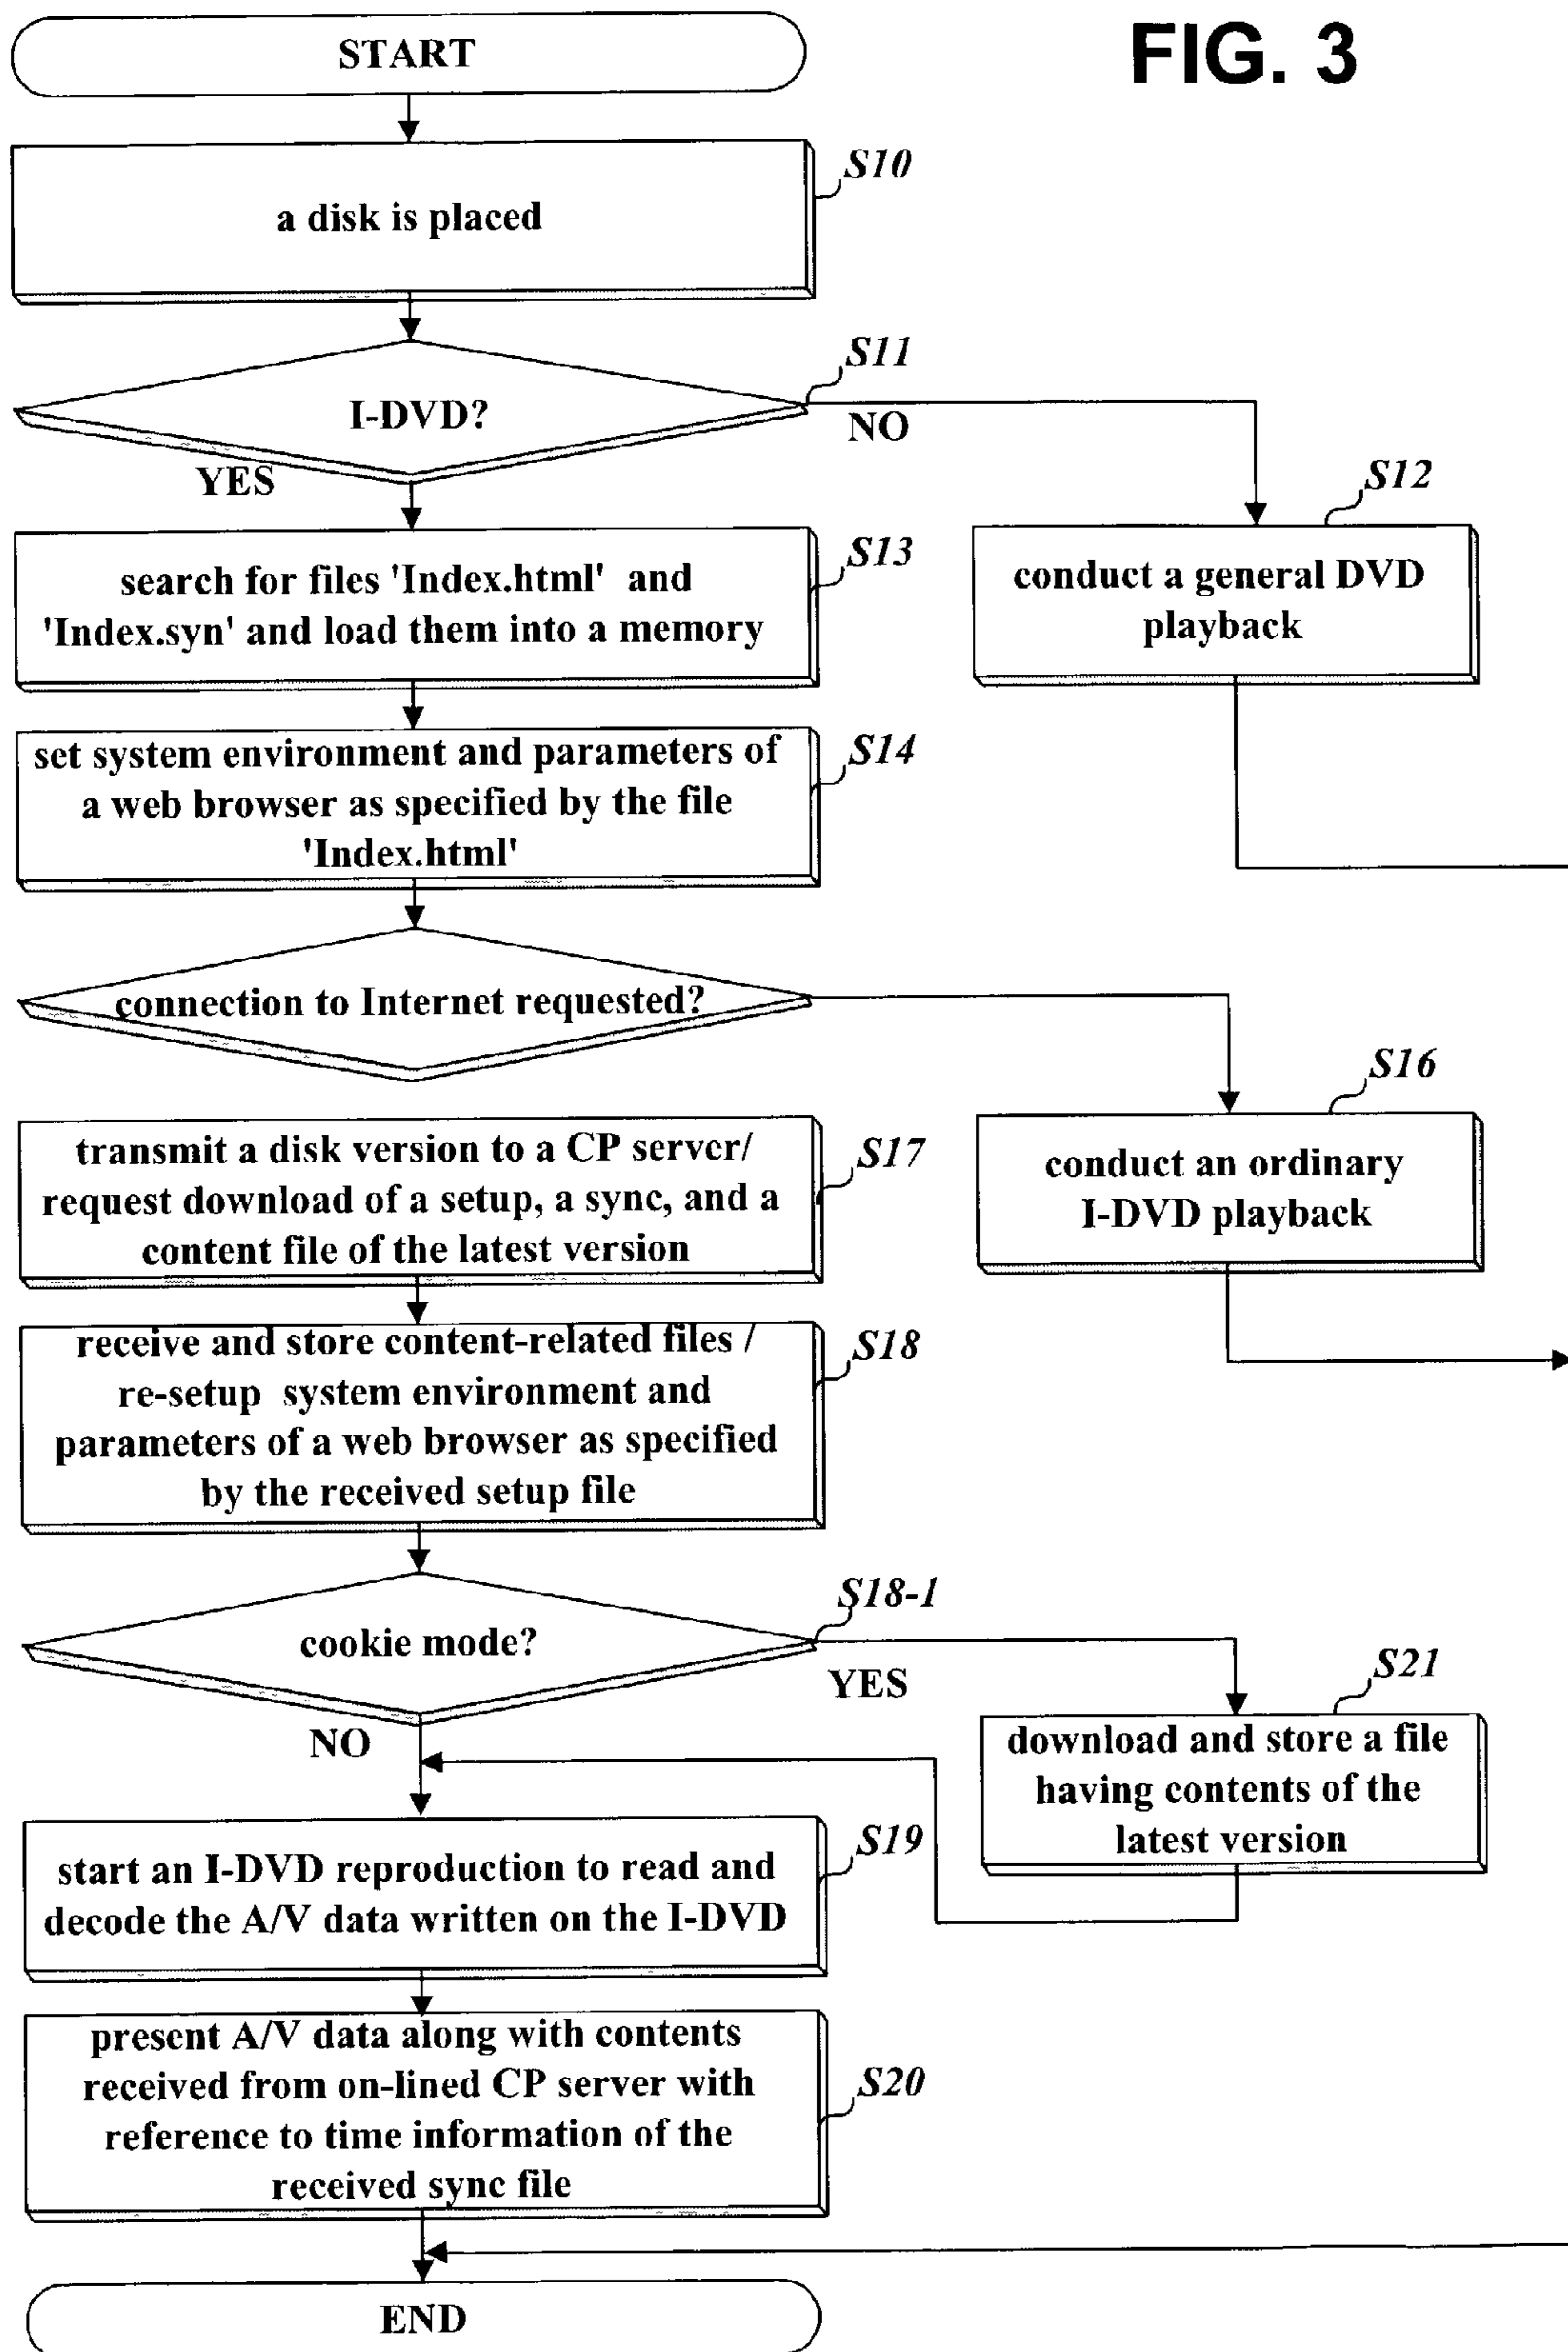 FIG. 3
START
S10
a disk is placed
S11
I-DVD?
NO
YES
S12
conduct a general DVD
playback
S13
search for files 'Index.html' and
'Index.syn' and load them into a memory
S14
set system environment and parameters of
a web browser as specified by the file
'Index.html'
connection to Internet requested?
S16
conduct an ordinary
I-DVD playback
S17
transmit a disk version to a CP server/
request download of a setup, a sync, and a
content file of the latest version
S18
receive and store content-related files /
re-setup system environment and
parameters of a web browser as specified
by the received setup file
S18-1
cookie mode?
YES
NO
S21
download and store a file
having contents of the
latest version
S19
start an I-DVD reproduction to read and
decode the A/V data written on the I-DVD
S20
present A/V data along with contents
received from on-lined CP server with
reference to time information of the
received sync file
END